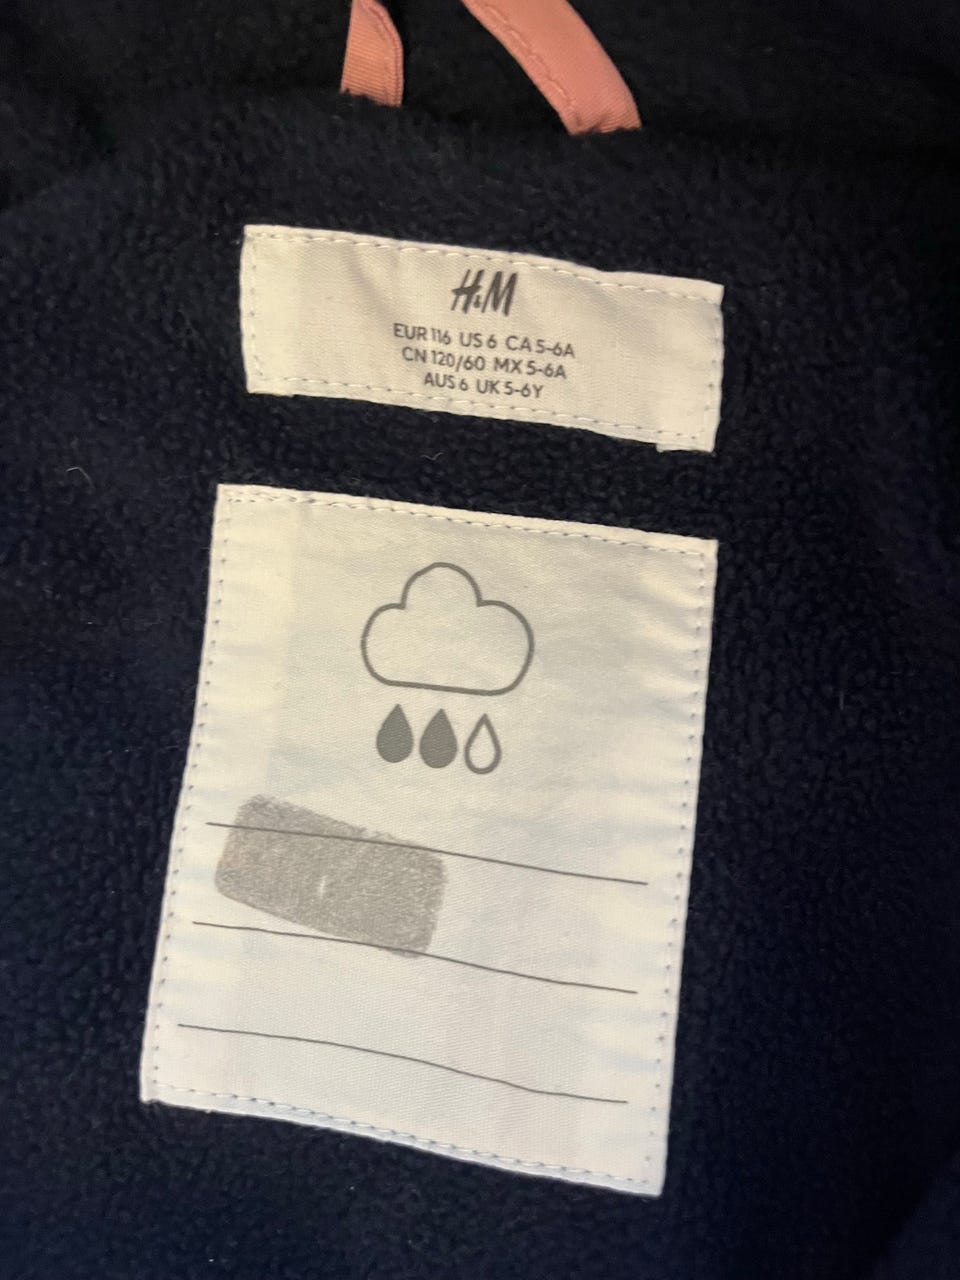 H&M
EUR 116 US 6 CA 5-6A
CN 120/60 MX 5-6A
AUS 6 UK 5-6Y